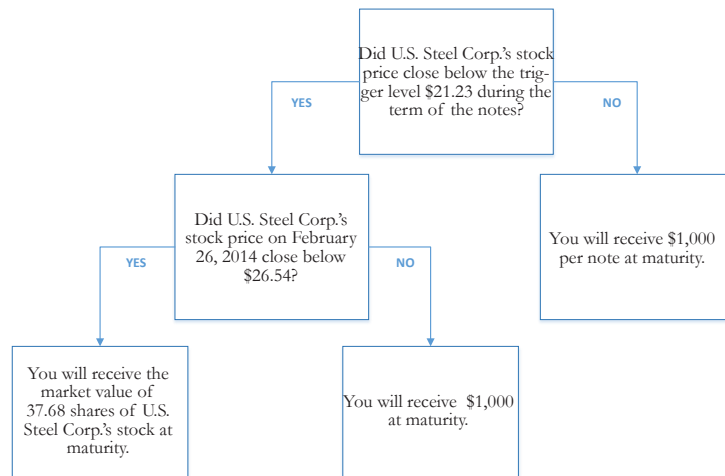 Did U.S. Steel Corp.'s stock
price close below the trig-
ger level $21.23 during the
term of the notes?
YES
NO
Did U.S. Steel Corp.'s
stock price on February
26, 2014 close below
$26.54?
You will receive $1,000
per note at maturity.
YES
NO
You will receive the
market value of
37.68 shares of U.S.
Steel Corp.'s stock at
maturity.
You will receive $1,000
at maturity.